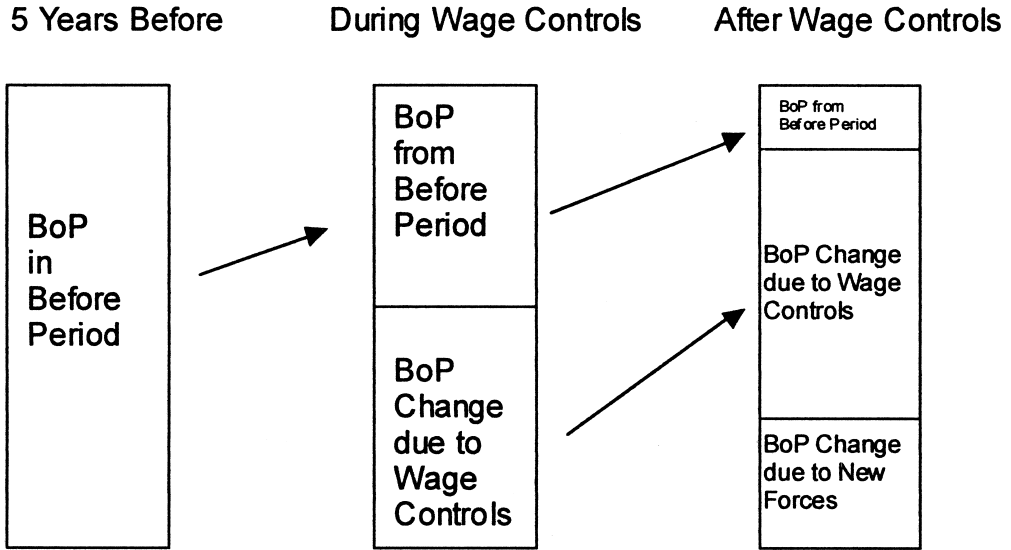 5 Years Before
During Wage Controls
After Wage Controls
BoP
in
Before
Period
BoP
from
Before
Period
BoP
Change
due to
Wage
Controls
BoP from
Before Period
BoP Change
due to Wage
Controls
BoP Change
due to New
Forces